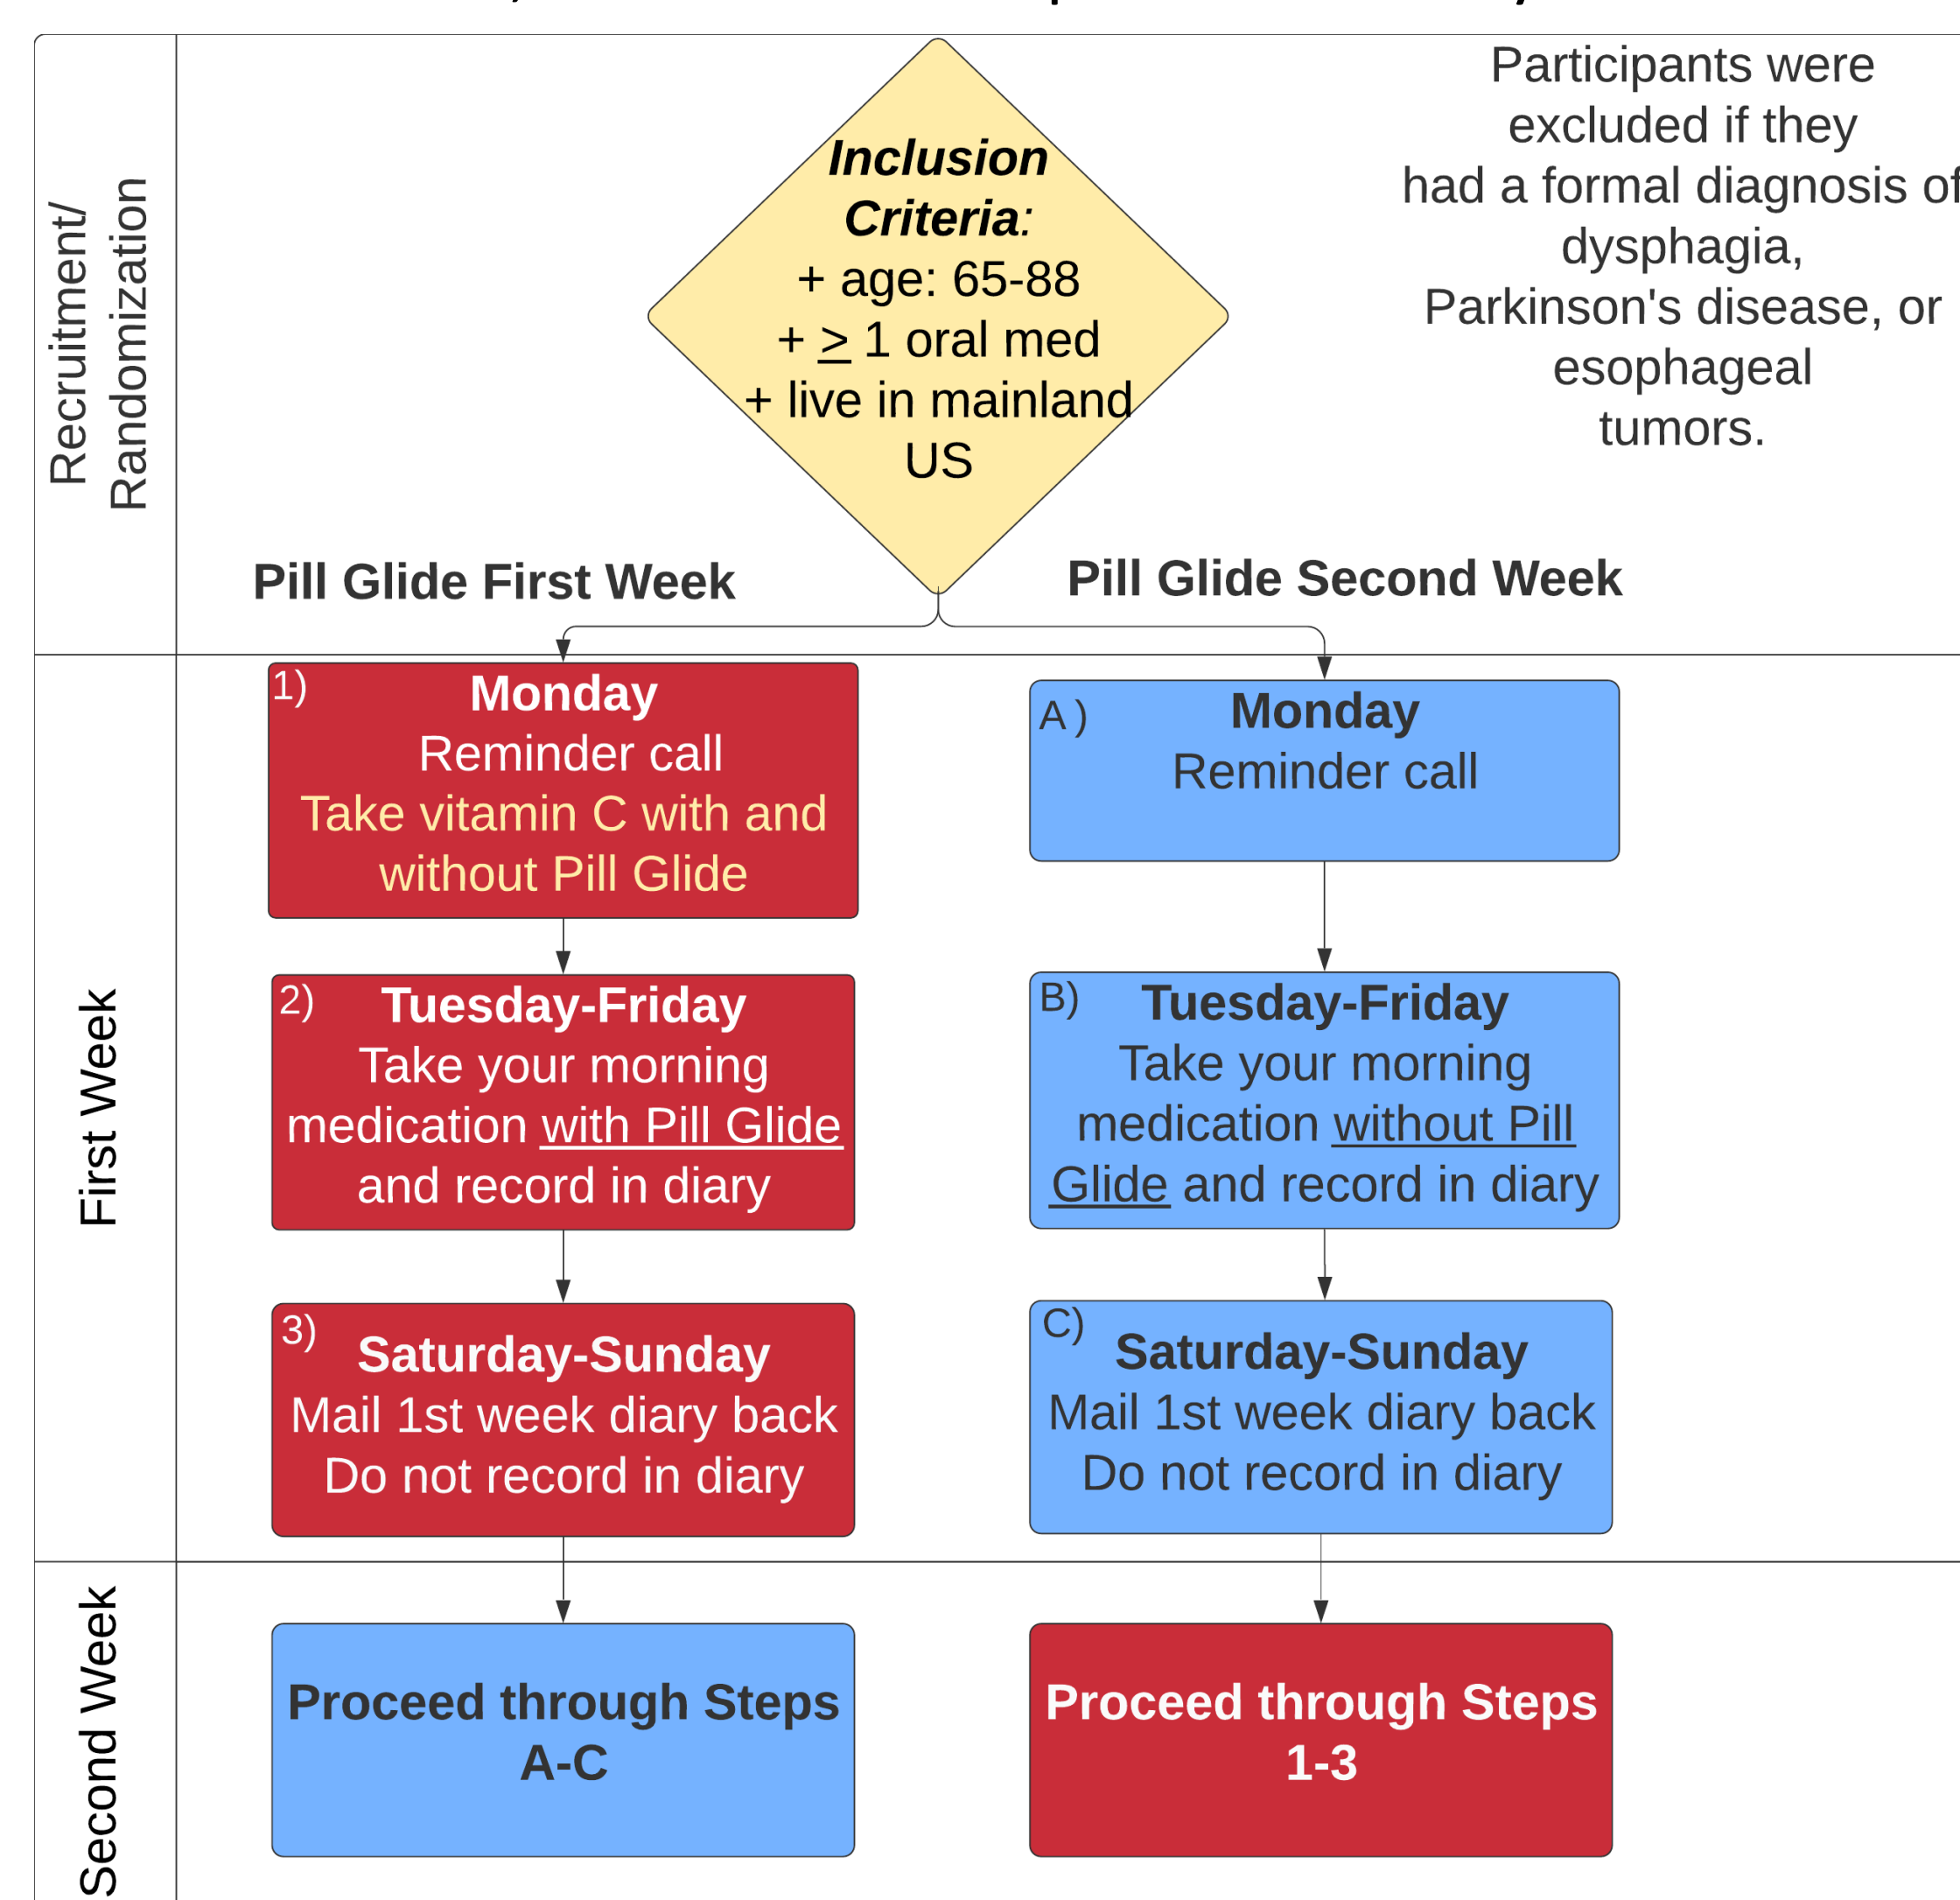 Recruitment/
Randomization
Inclusion
Criteria:
+ age: 65-88
+ ≥ 1 oral med
+ live in mainland
US
Participants were
excluded if they
had a formal diagnosis of
dysphagia,
Parkinson's disease, or
esophageal
tumors.
Pill Glide First Week
Pill Glide Second Week
First Week
1)
Monday
Reminder call
Take vitamin C with and
without Pill Glide
A )
Monday
Reminder call
2)
Tuesday-Friday
Take your morning
medication with Pill Glide
and record in diary
B)
Tuesday-Friday
Take your morning
medication without Pill
Glide and record in diary
3)
Saturday-Sunday
Mail 1st week diary back
Do not record in diary
C)
Saturday-Sunday
Mail 1st week diary back
Do not record in diary
Second Week
Proceed through Steps
A-C
Proceed through Steps
1-3